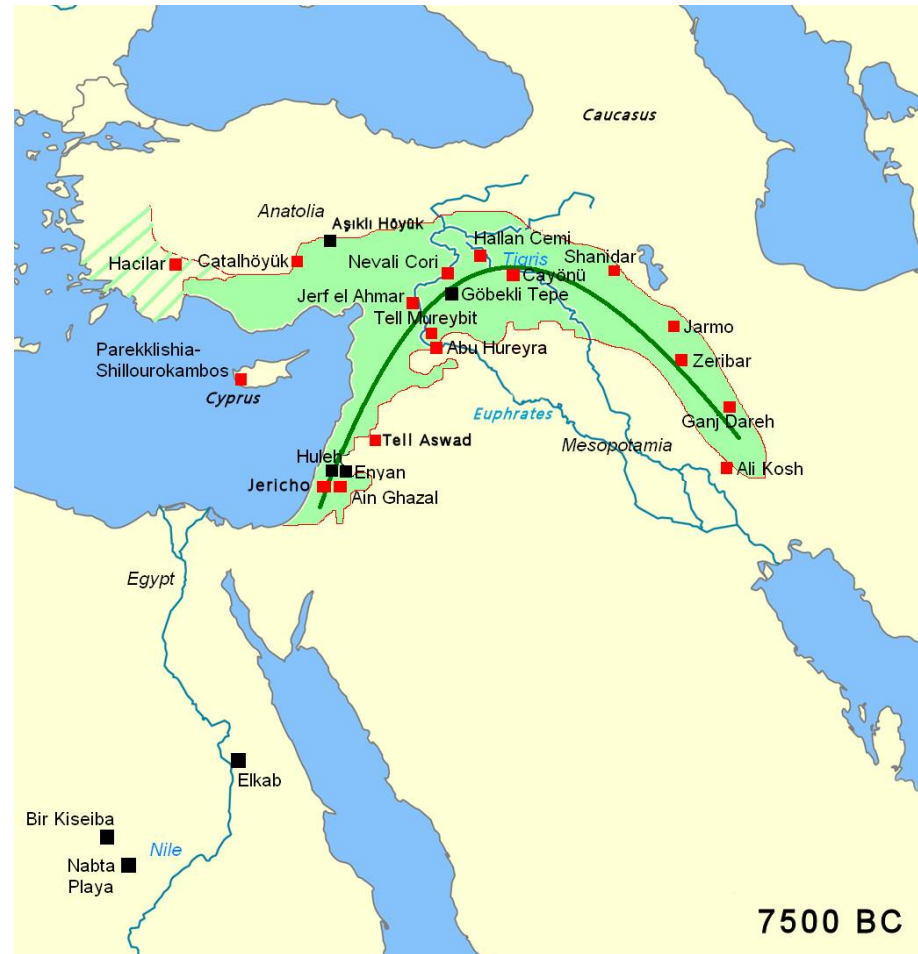 Caucasus
Anatolia
Aşıklı Höyük
Hallan Cemi
Hacilar
Catalhöyük
Nevali Cori
Tigris
Shanidar
Cayönü
Jerf el Ahmar
Göbekli Tepe
Tell Mureybit
Jarmo
Abu Hureyra
Parekklishia-
Shillourokambos
Zeribar
Cyprus
Euphrates
Ganj Dareh
Tell Aswad
Mesopotamia
Huleh
Enyan
Ali Kosh
Jericho
Ain Ghazal
Egypt
Elkab
Bir Kiseiba
Nile
Nabta
Playa
7500 BC